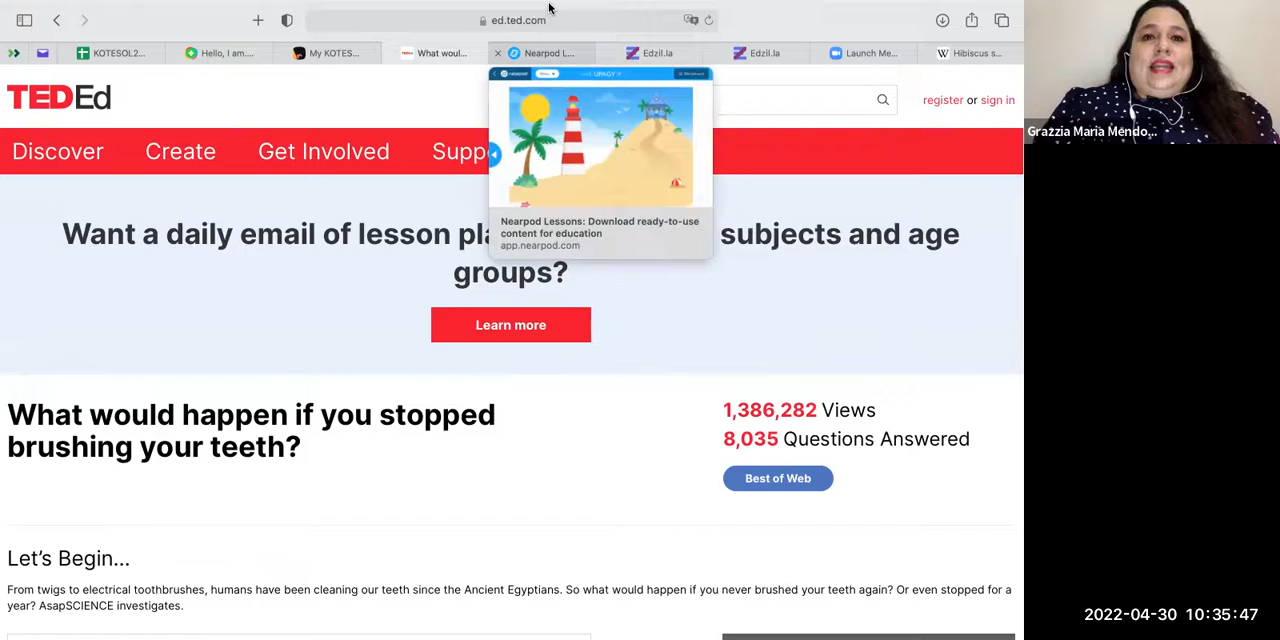 ed.ted.com
KOTESOL2...
Hello, I am....
My KOTES...
What woul...
Nearpod L...
Edzil.la
Edzil.la
Launch Me...
W Hibiscus s...
TEDEd
register or sign in
Discover
Create
Get Involved
Suppo
nearpod
Nearpod Lessons: Download ready-to-use
content for education
app.nearpod.com
Want a daily email of lesson pla subjects and age
groups?
Learn more
What would happen if you stopped
brushing your teeth?
1,386,282 Views
8,035 Questions Answered
Best of Web
Let's Begin...
From twigs to electrical toothbrushes, humans have been cleaning our teeth since the Ancient Egyptians. So what would happen if you never brushed your teeth again? Or even stopped for a
year? AsapSCIENCE investigates.
Grazzia Maria Mendo...
2022-04-30 10:35:47